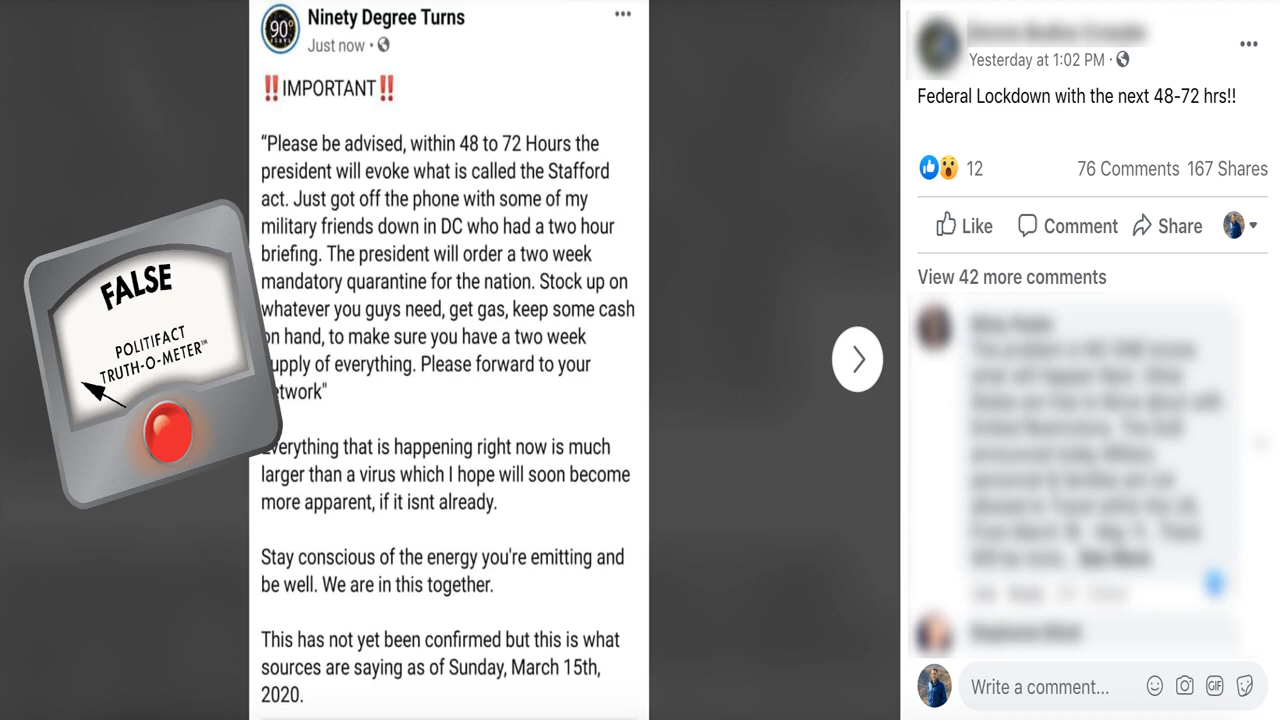 90°
TURNS
Ninety Degree Turns
Just now
‼️IMPORTANT‼️
“Please be advised, within 48 to 72 Hours the
president will evoke what is called the Stafford
act. Just got off the phone with some of my
military friends down in DC who had a two hour
briefing. The president will order a two week
mandatory quarantine for the nation. Stock up on
whatever you guys need, get gas, keep some cash
on hand, to make sure you have a two week
supply of everything. Please forward to your
network"
Everything that is happening right now is much
larger than a virus which I hope will soon become
more apparent, if it isnt already.
Stay conscious of the energy you're emitting and
be well. We are in this together.
This has not yet been confirmed but this is what
sources are saying as of Sunday, March 15th,
2020.
FALSE
POLITIFACT
TRUTH-O-METER™
Yesterday at 1:02 PM
Federal Lockdown with the next 48-72 hrs!!
12
76 Comments 167 Shares
Like Comment Share
View 42 more comments
Write a comment...
GIF